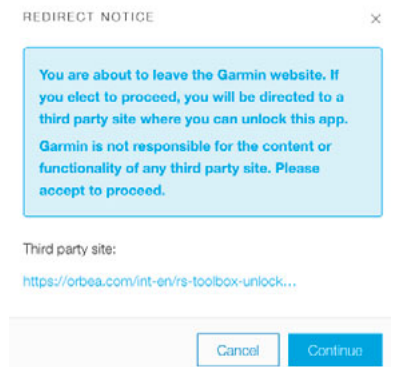 REDIRECT NOTICE ×
You are about to leave the Garmin website. If
you elect to proceed, you will be directed to a
third party site where you can unlock this app.
Garmin is not responsible for the content or
functionality of any third party site. Please
accept to proceed.
Third party site:
https://orbea.com/int-en/rs-toolbox-unlock...
Cancel Continue